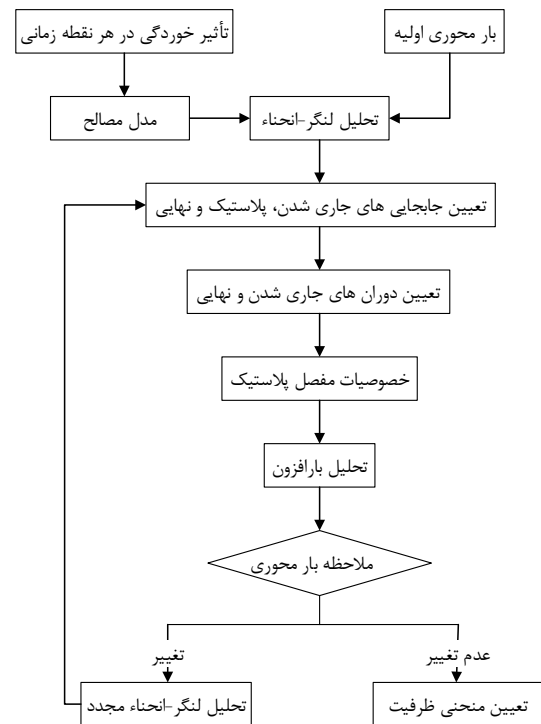 تأثیر خوردگی در هر نقطه زمانی
بار محوری اولیه
مدل مصالح
تحلیل لنگر-انحناء
تعیین جابجایی های جاری شدن، پلاستیک و نهایی
تعیین دوران های جاری شدن و نهایی
خصوصیات مفصل پلاستیک
تحلیل بارافزون
ملاحظه بار محوری
تغییر
عدم تغییر
تحلیل لنگر-انحناء مجدد
تعیین منحنی ظرفیت